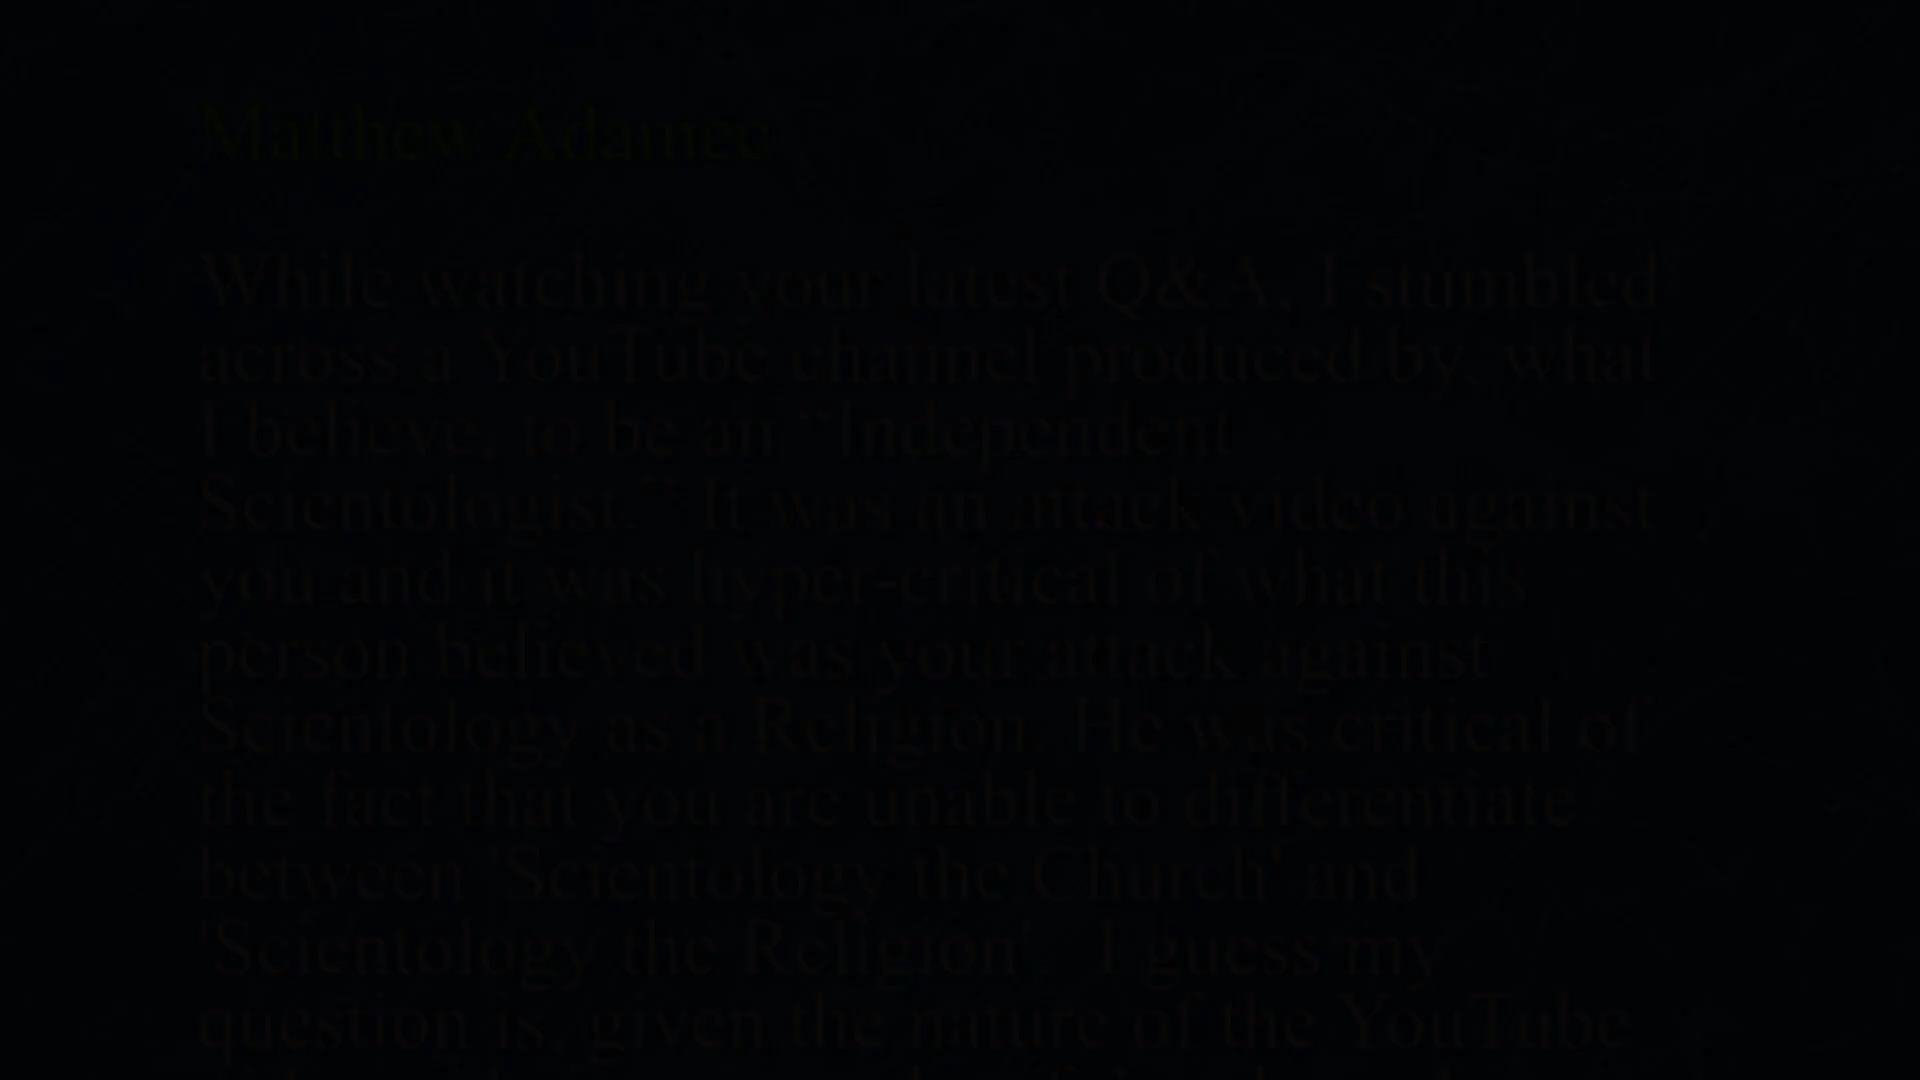 Matthew Adamec
While watching your latest Q&A, I stumbled
across a YouTube channel produced by, what
I believe, to be an "Independent
Scientologist." It was an attack video against
you and it was hyper-critical of what this
person believed was your attack against
Scientology as a Religion. He was critical of
the fact that you are unable to differentiate
between 'Scientology the Church' and
'Scientology the Religion'. I guess my
question is, given the nature of the YouTube